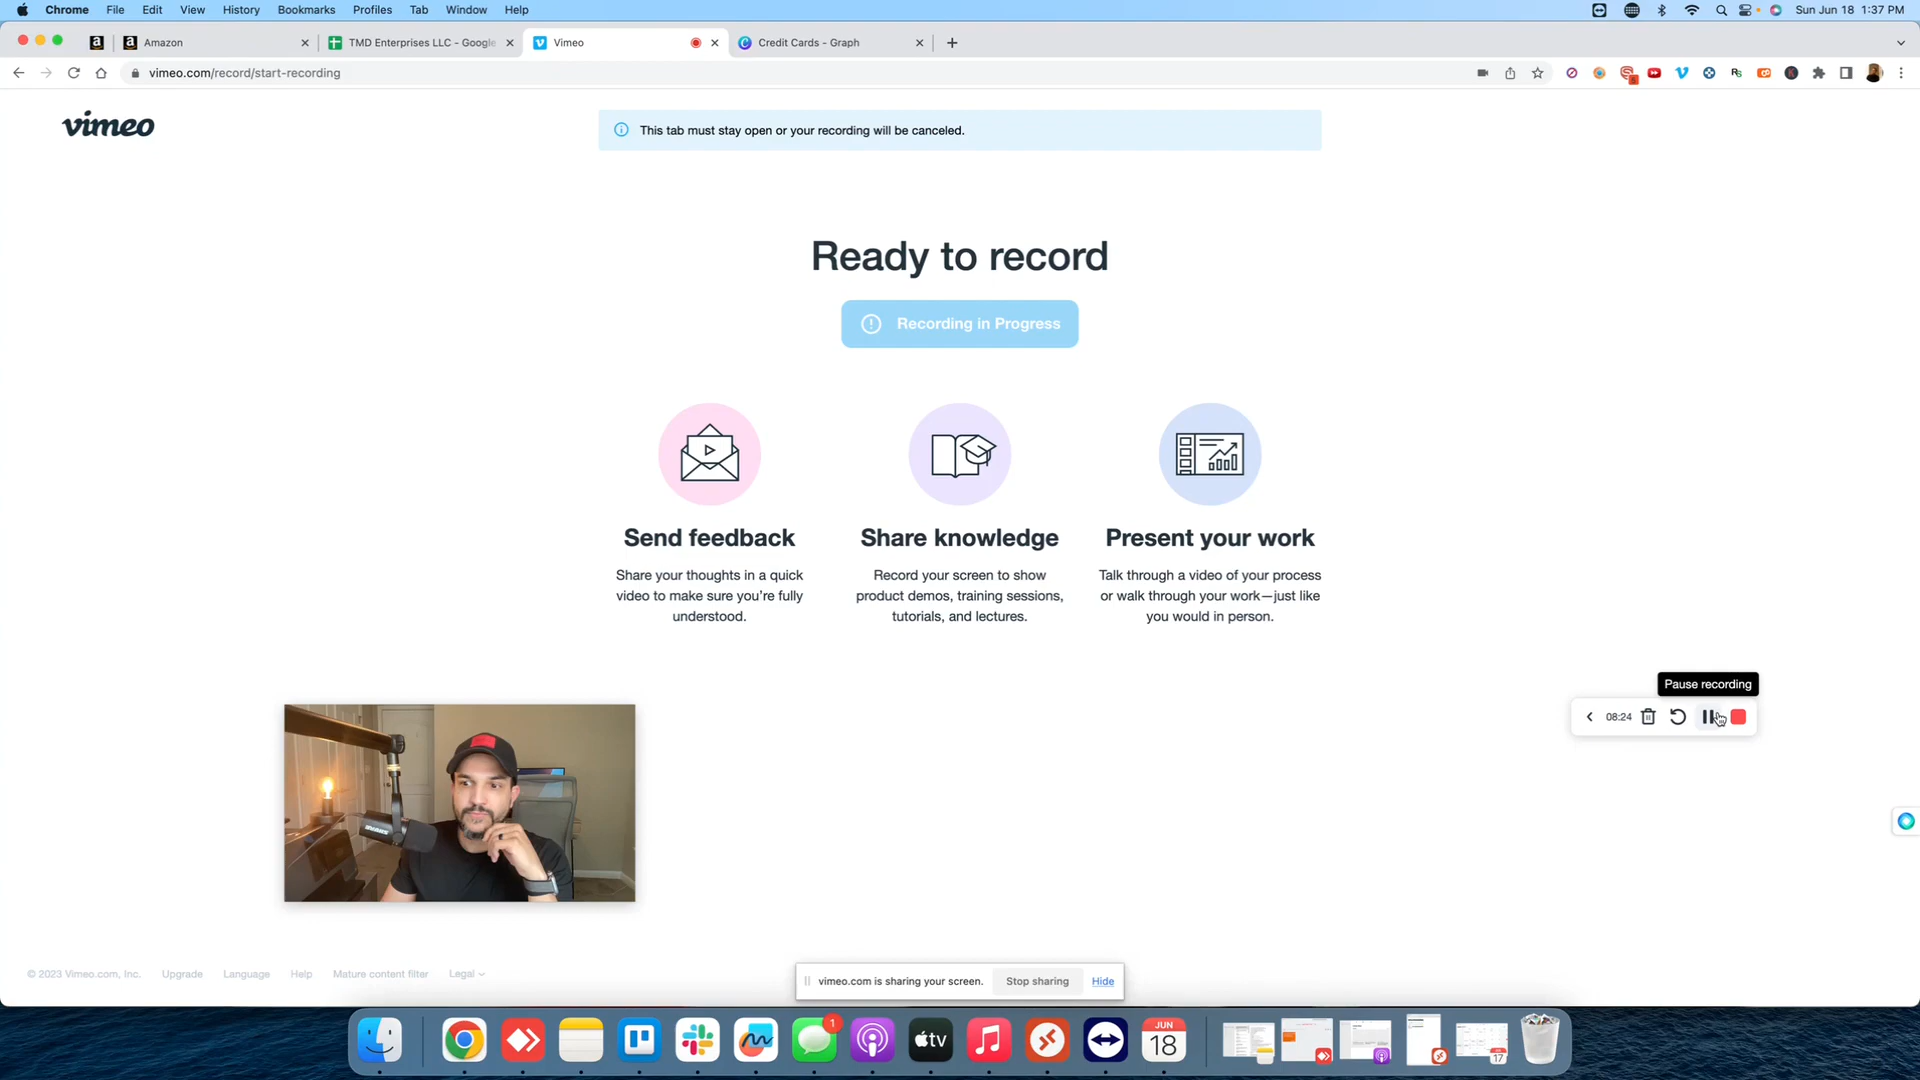 Chrome File Edit View History Bookmarks Profiles Tab Window Help Sun Jun 18 1:37 PM
Amazon TMD Enterprises LLC - Google Vimeo Credit Cards - Graph
vimeo.com/record/start-recording
vimeo
This tab must stay open or your recording will be canceled.
Ready to record
Recording in Progress
Send feedback
Share your thoughts in a quick
video to make sure you're fully
understood.
Share knowledge
Record your screen to show
product demos, training sessions,
tutorials, and lectures.
Present your work
Talk through a video of your process
or walk through your work—just like
you would in person.
Pause recording
08:24
© 2023 Vimeo.com, Inc. Upgrade Language Help Mature content filter Legal
vimeo.com is sharing your screen. Stop sharing Hide
1
tv
JUN
18
17